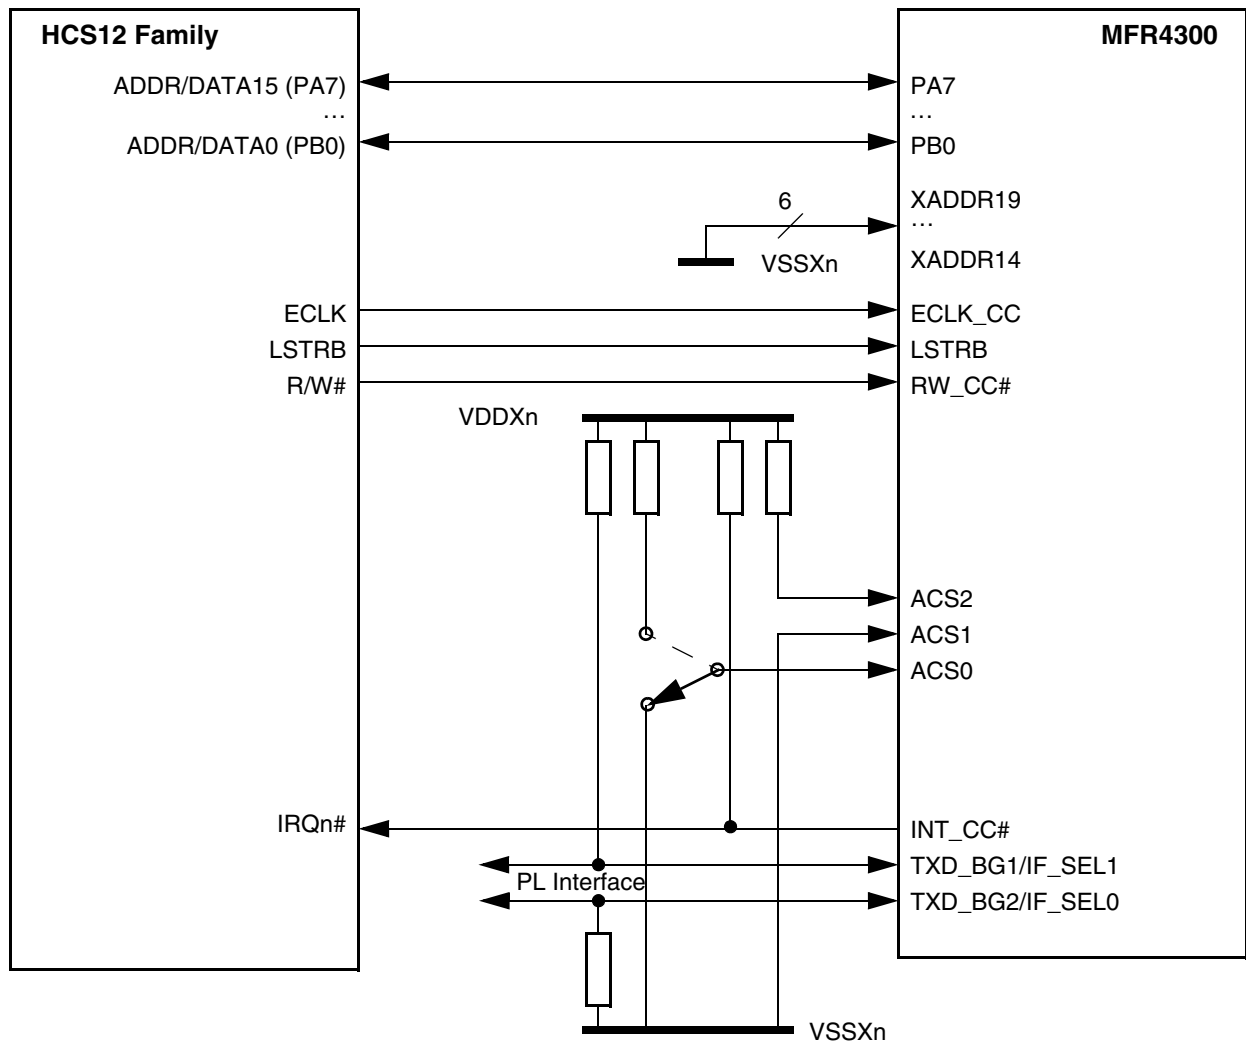 HCS12 Family
MFR4300
ADDR/DATA15 (PA7)
PA7
...
...
ADDR/DATA0 (PB0)
PB0
6
XADDR19
...
VSSXn
XADDR14
ECLK
ECLK_CC
LSTRB
LSTRB
R/W#
RW_CC#
VDDXn
ACS2
ACS1
ACS0
IRQn#
INT_CC#
TXD_BG1/IF_SEL1
PL Interface
TXD_BG2/IF_SEL0
VSSXn